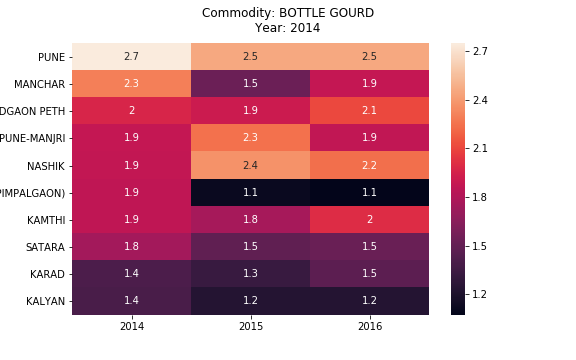 Commodity: BOTTLE GOURD
Year: 2014
PUNE 2.7 2.5 2.5
MANCHAR 2.3 1.5 1.9
DGAON PETH 2 1.9 2.1
PUNE-MANJRI 1.9 2.3 1.9
NASHIK 1.9 2.4 2.2
PIMPALGAON) 1.9 1.1 1.1
KAMTHI 1.9 1.8 2
SATARA 1.8 1.5 1.5
KARAD 1.4 1.3 1.5
KALYAN 1.4 1.2 1.2
2014 2015 2016
2.7
2.4
2.1
1.8
1.5
1.2